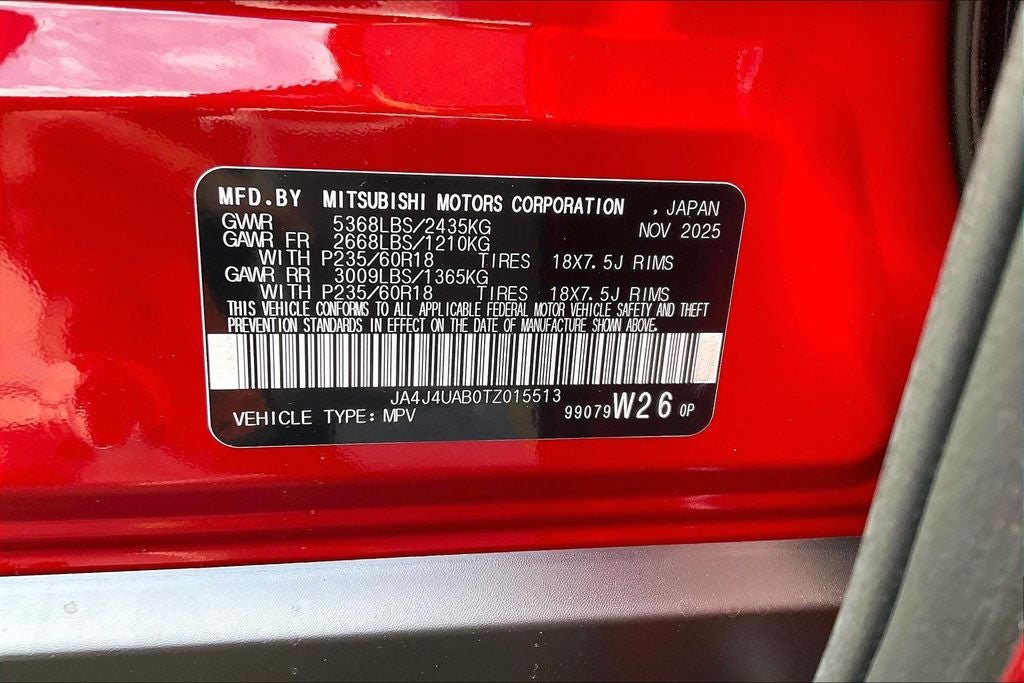 MFD.BY MITSUBISHI MOTORS CORPORATION , JAPAN
GVWR 5368LBS/2435KG NOV 2025
GAWR FR 2668LBS/1210KG
WITH P235/60R18 TIRES 18X7.5J RIMS
GAWR RR 3009LBS/1365KG
WITH P235/60R18 TIRES 18X7.5J RIMS
THIS VEHICLE CONFORMS TO ALL APPLICABLE FEDERAL MOTOR VEHICLE SAFETY AND THEFT
PREVENTION STANDARDS IN EFFECT ON THE DATE OF MANUFACTURE SHOWN ABOVE.
JA4J4UAB0TZ015513
VEHICLE TYPE: MPV 99079 W26 0P